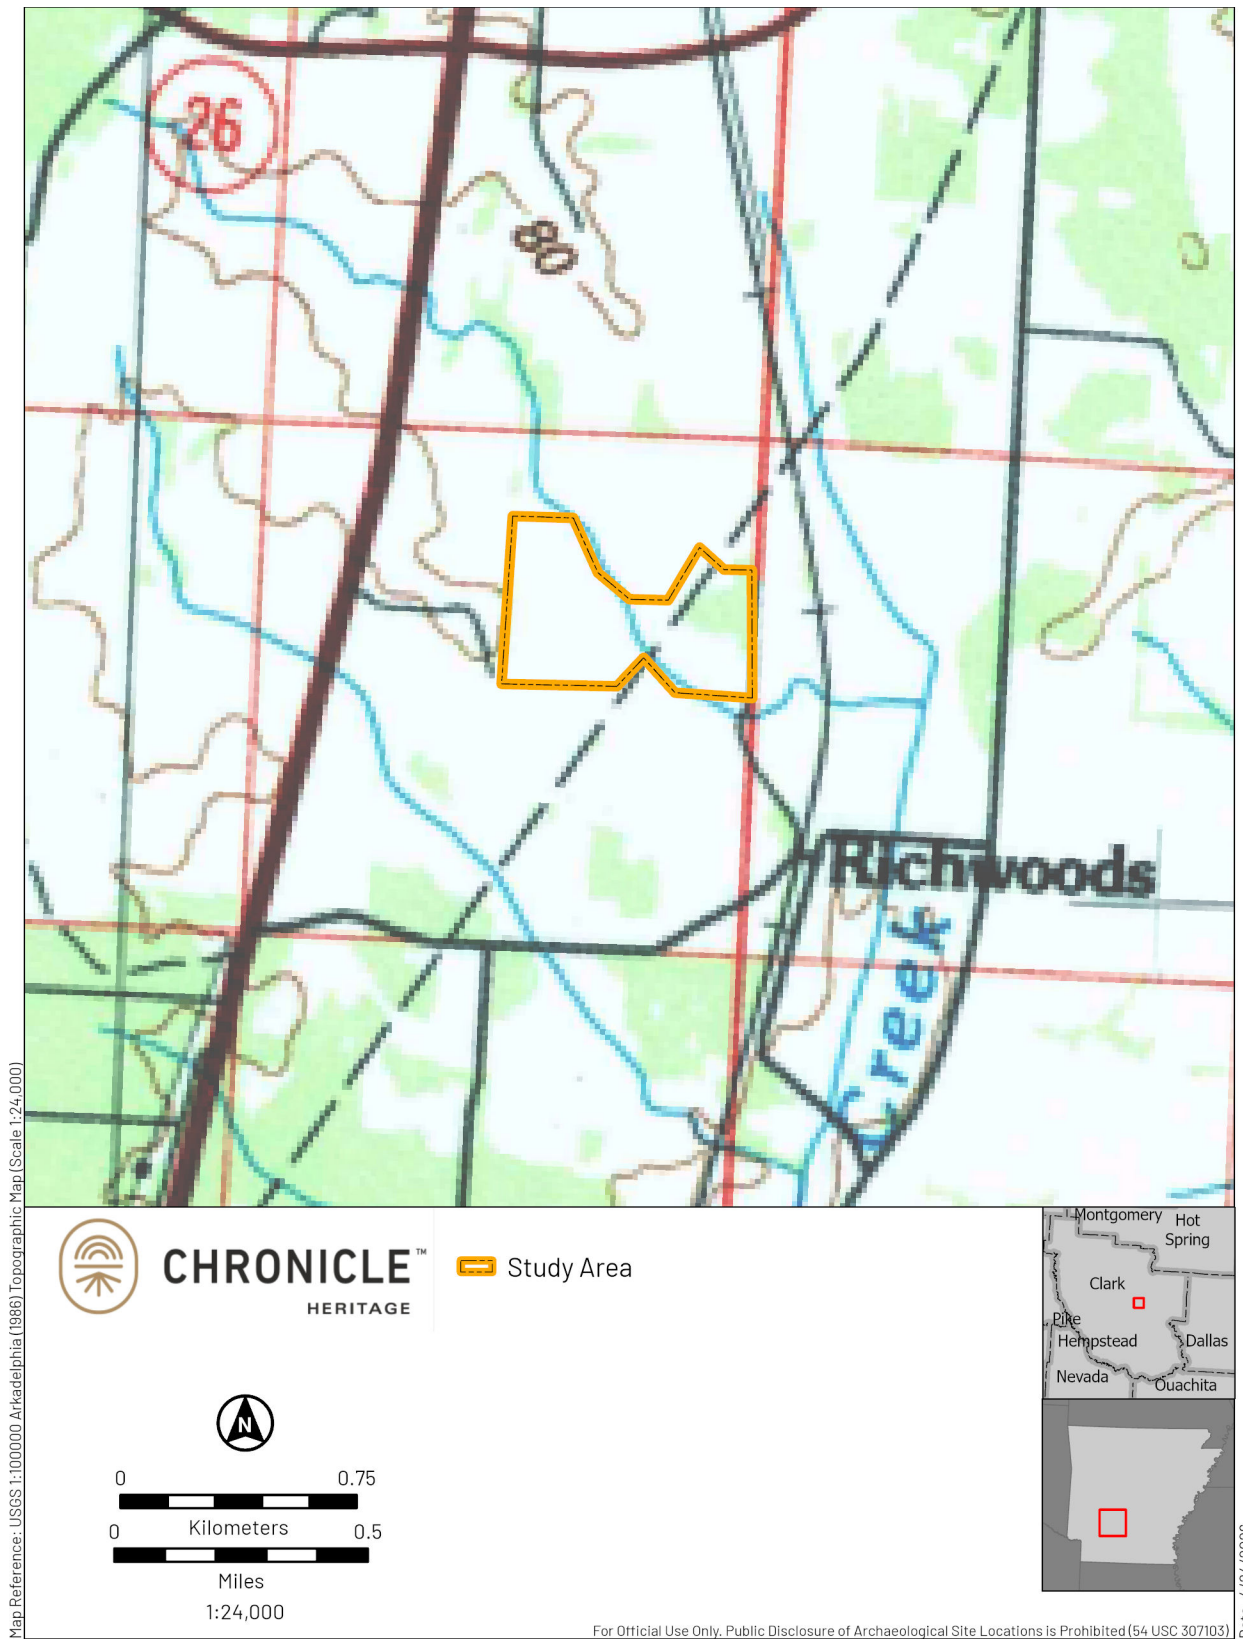 26
80
Richwoods
Creek
Map Reference: USGS 1:100000 Arkadelphia (1986) Topographic Map (Scale 1:24,000)
CHRONICLE™
HERITAGE
Study Area
N
0 0.75
Kilometers
0 0.5
Miles
1:24,000
Montgomery Hot
Spring
Clark
Pike
Hempstead Dallas
Nevada Ouachita
For Official Use Only. Public Disclosure of Archaeological Site Locations is Prohibited (54 USC 307103)